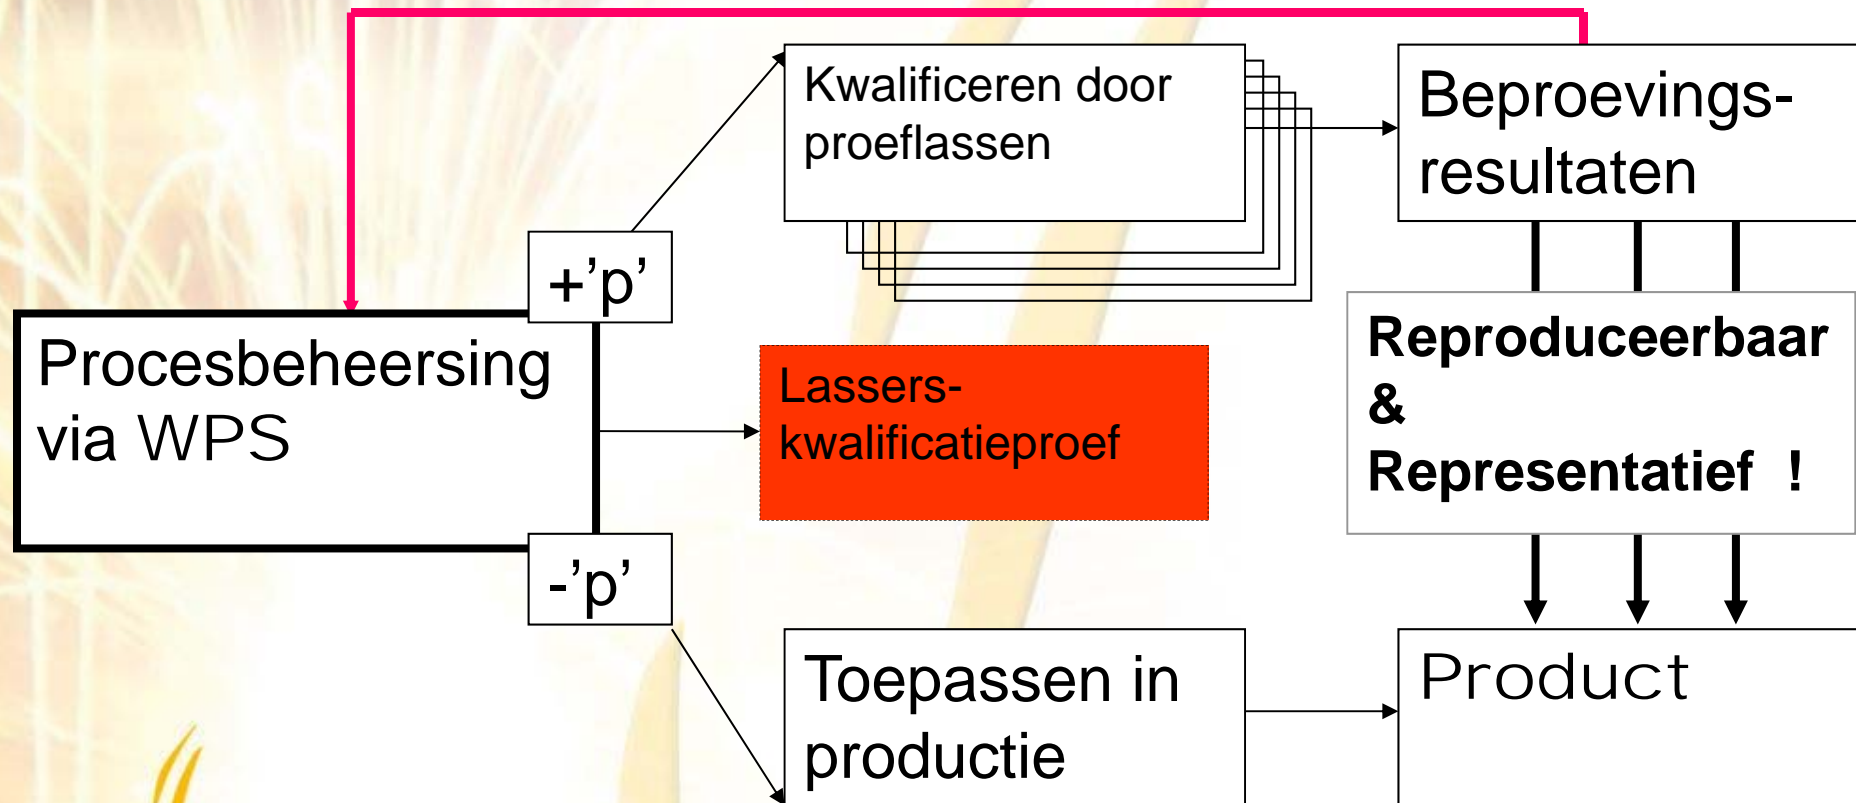 Kwalificeren door
proeflassen
Beproevings-
resultaten
+’p’
Procesbeheersing
via WPS
Lassers-
kwalificatieproef
Reproduceerbaar
&
Representatief !
-’p’
Toepassen in
productie
Product